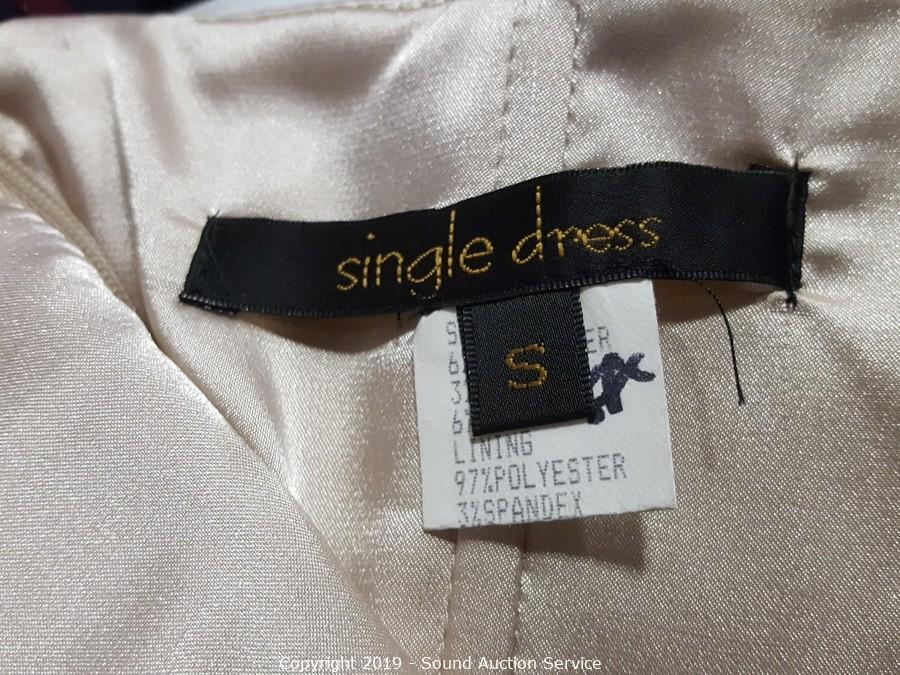 single dress
S
LINING
97%POLYESTER
3%SPANDEX
Copyright 2019 - Sound Auction Service